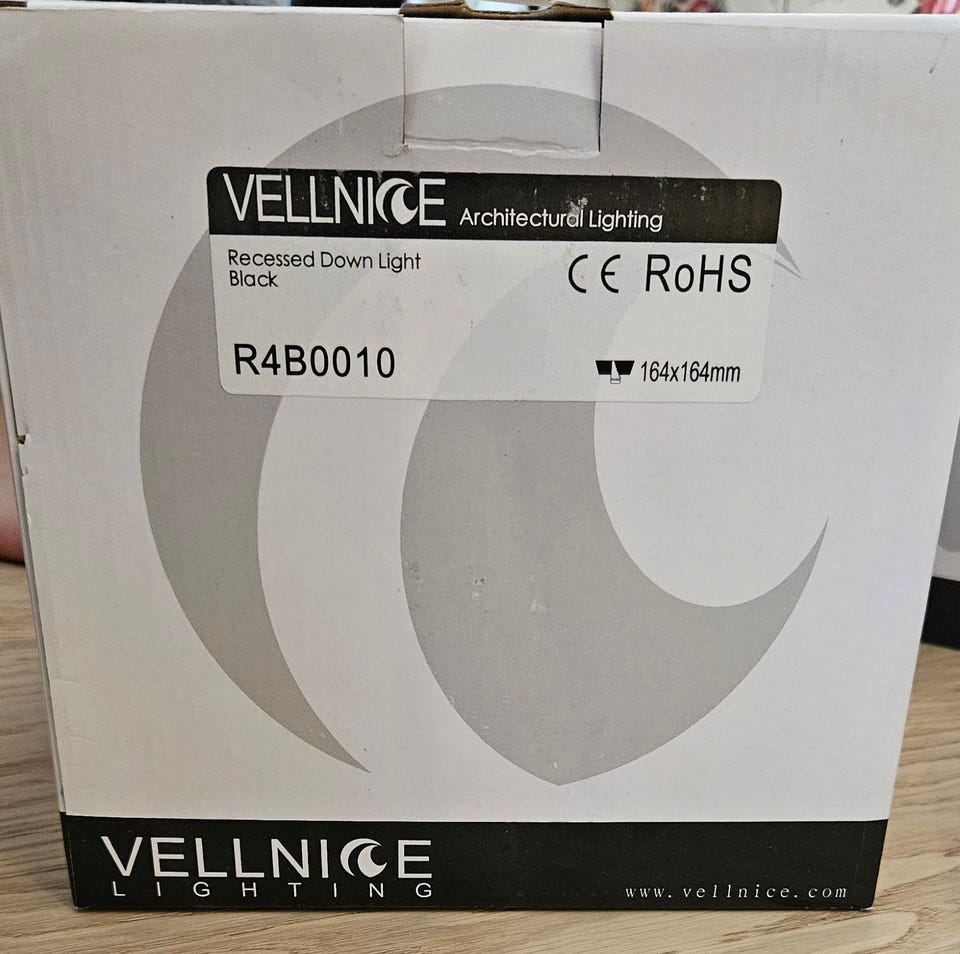 VELLNICE Architectural Lighting
Recessed Down Light
Black
CE RoHS
R4B0010
164x164mm
VELLNICE
LIGHTING
www.vellnice.com